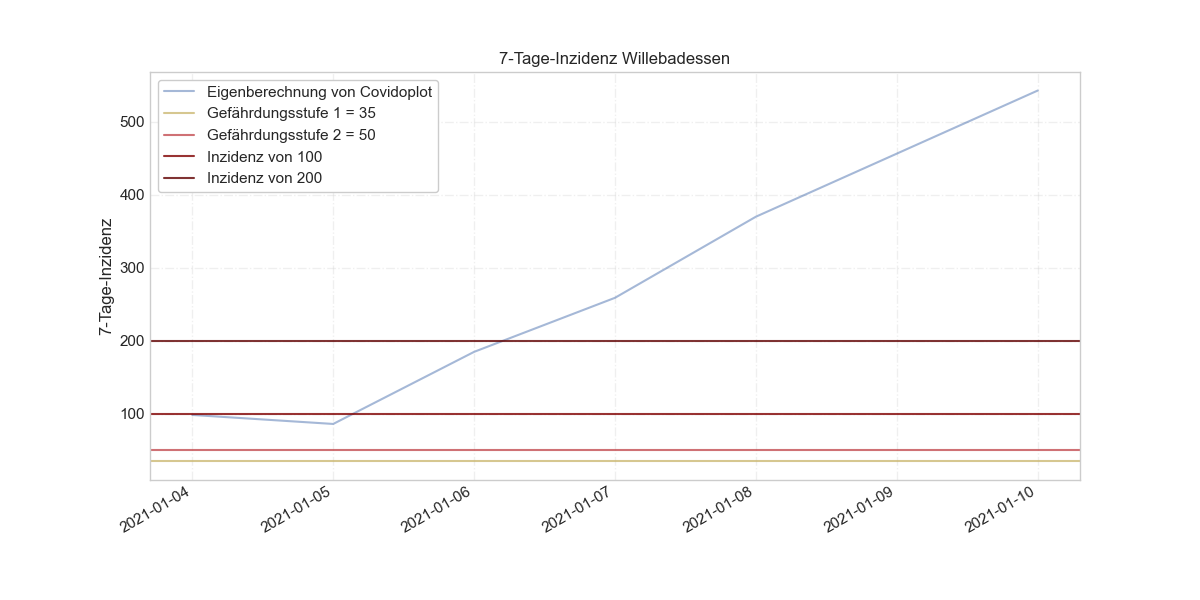 7-Tage-Inzidenz Willebadessen
Eigenberechnung von Covidoplot
Gefährdungsstufe 1 = 35
Gefährdungsstufe 2 = 50
Inzidenz von 100
Inzidenz von 200
7-Tage-Inzidenz
500
400
300
200
100
2021-01-04
2021-01-05
2021-01-06
2021-01-07
2021-01-08
2021-01-09
2021-01-10